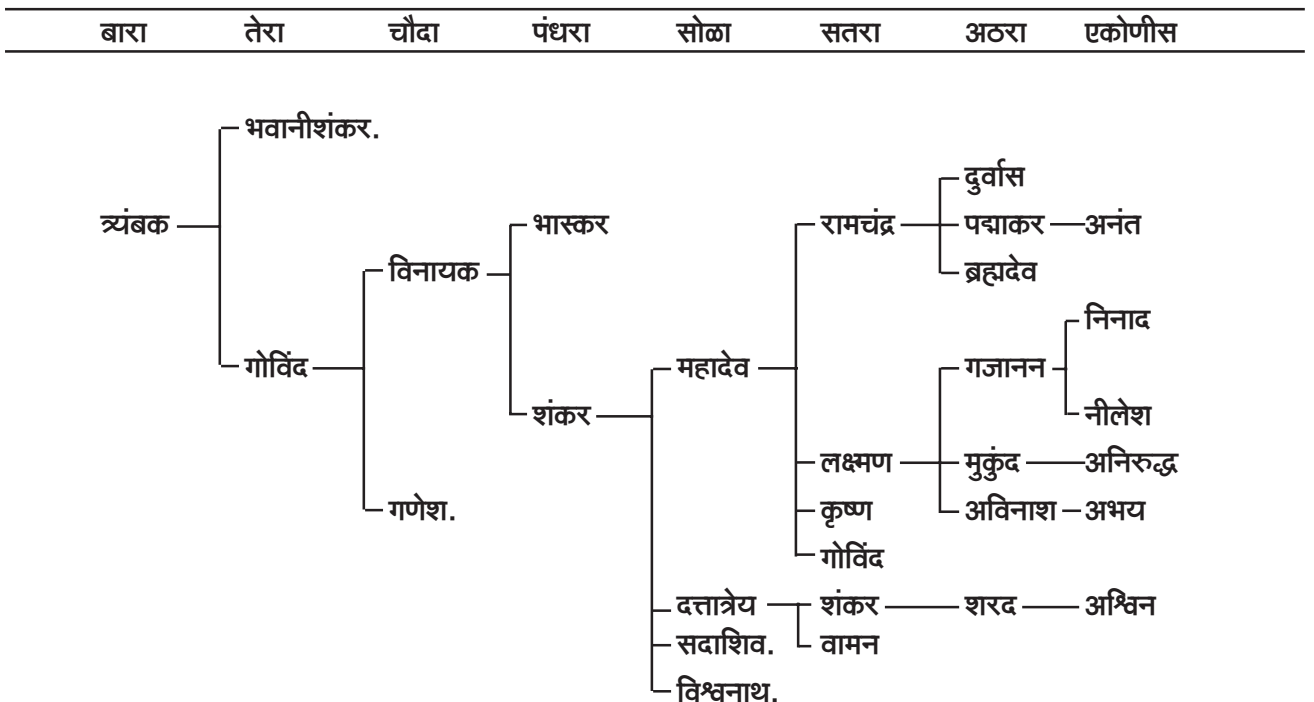 बारा तेरा चौदा पंधरा सोळा सतरा अठरा एकोणीस
भवानीशंकर.
दुर्वास
त्र्यंबक भास्कर रामचंद्र पद्माकर अनंत
विनायक ब्रह्मदेव
निनाद
गोविंद महादेव गजानन
शंकर नीलेश
लक्ष्मण मुकुंद अनिरुद्ध
गणेश. कृष्ण अविनाश अभय
गोविंद
दत्तात्रेय शंकर शरद अश्विन
सदाशिव. वामन
विश्वनाथ.